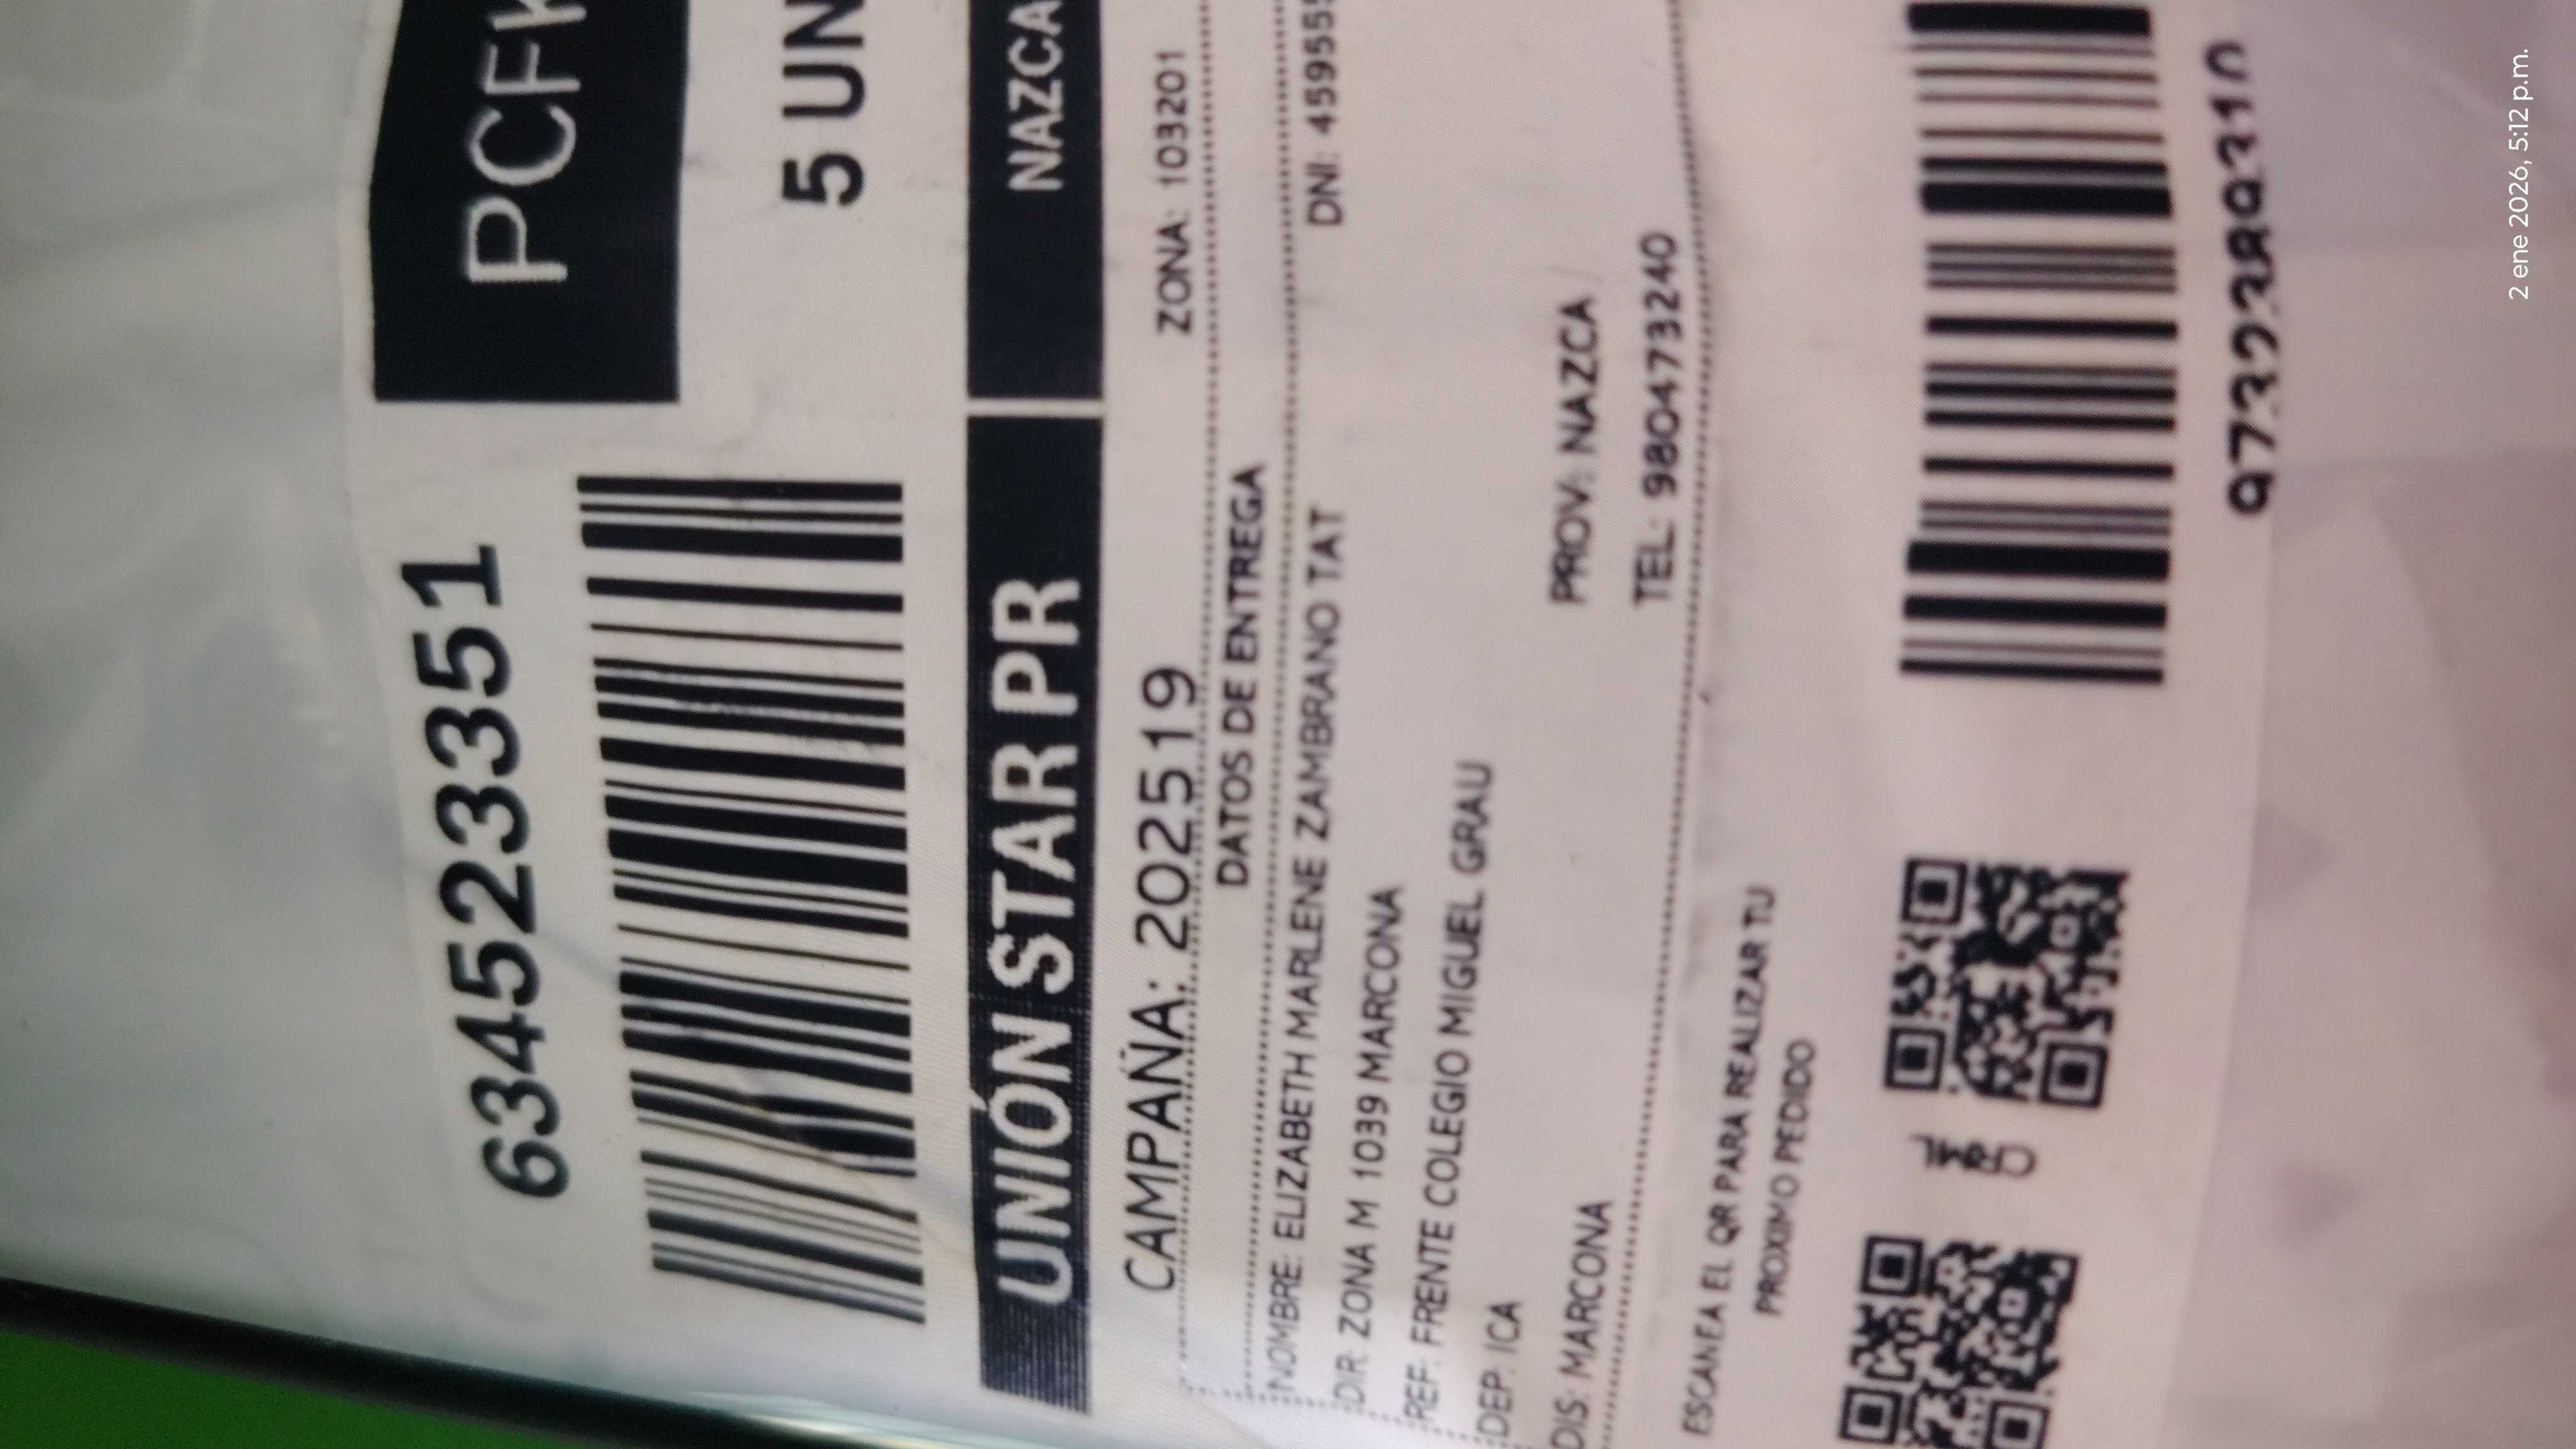 634523351
5 UN
UNIÓN STAR PR
NAZCA
CAMPAÑA: 202519
ZONA: 103201
DATOS DE ENTREGA
NOMBRE: ELIZABETH MARLENE ZAMBRANO TAT
DNI: 459555
DIR: ZONA M 1039 MARCONA
REF: FRENTE COLEGIO MIGUEL GRAU
DEP: ICA
PROV: NAZCA
DIS: MARCONA
TEL: 980473240
ESCANEA EL QR PARA REALIZAR TU
PROXIMO PEDIDO
2 ene 2026, 5:12 p.m.